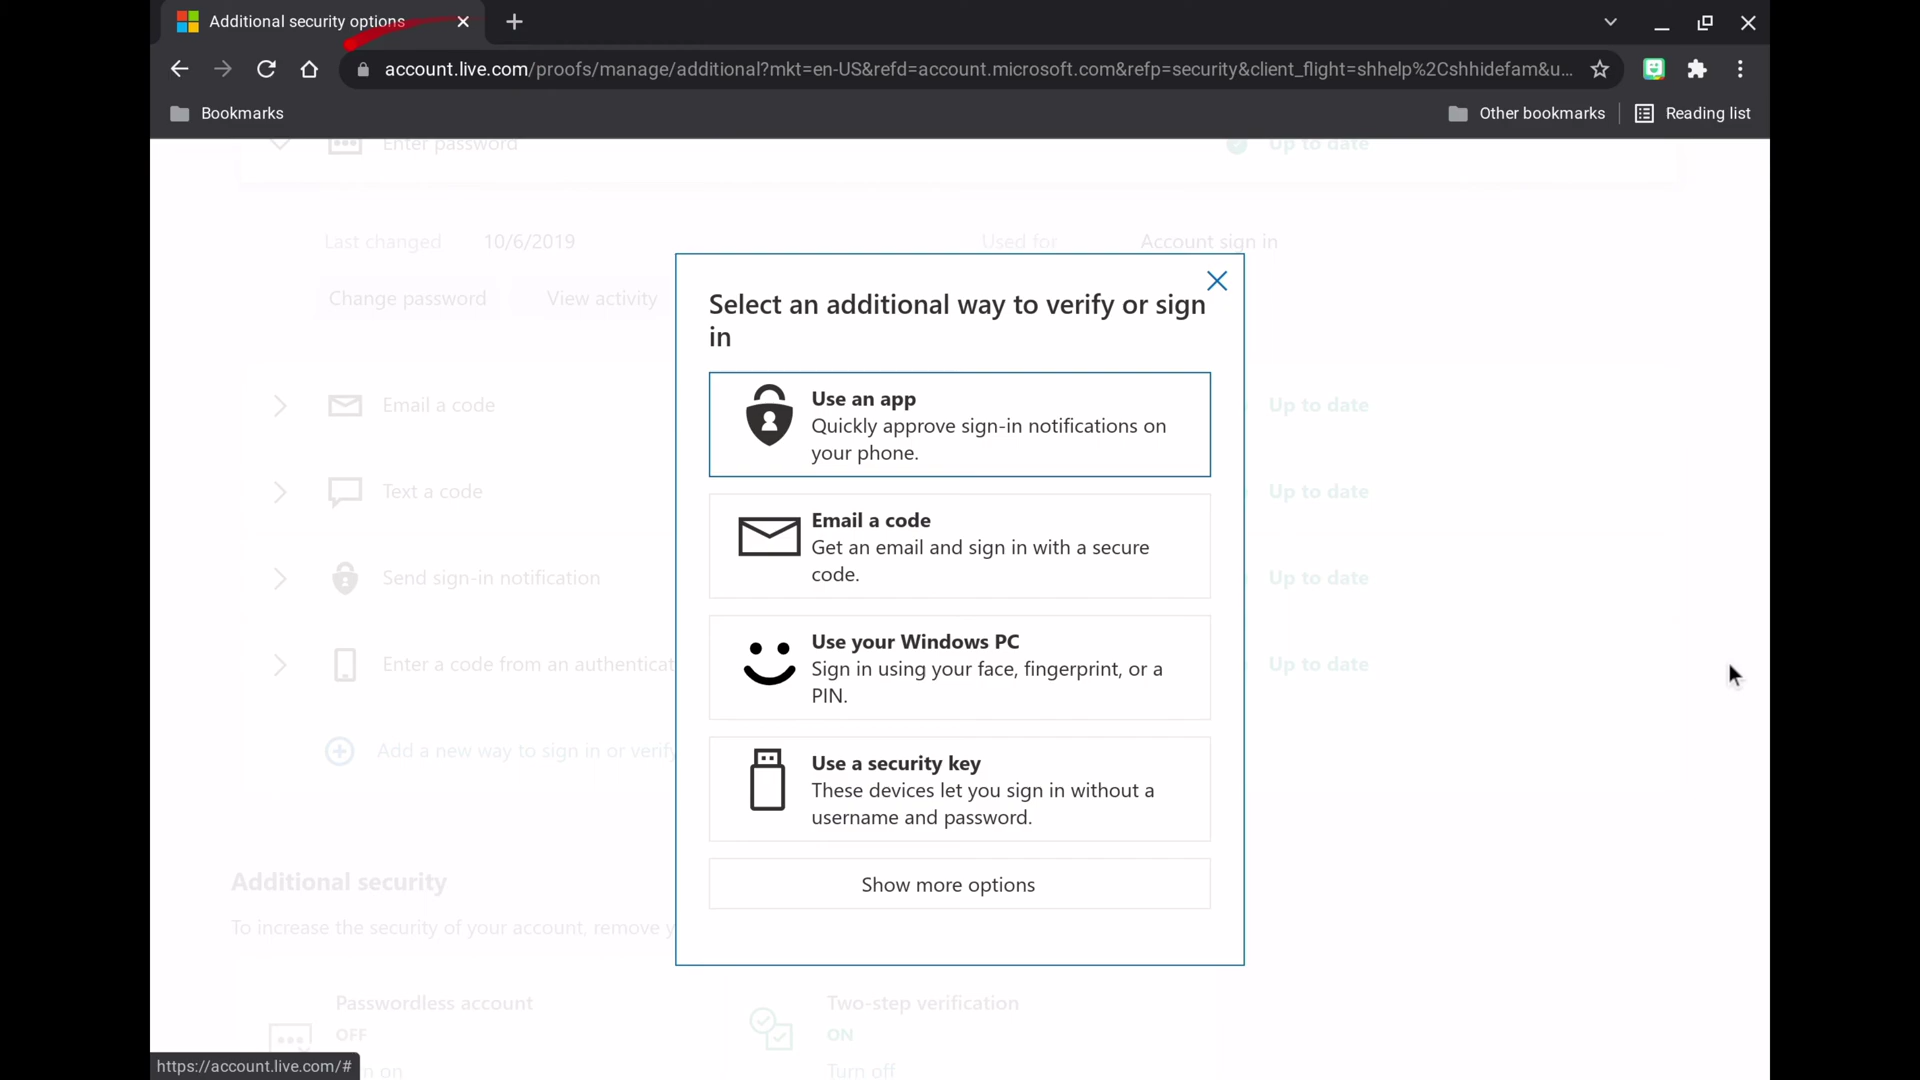 Additional security options
account.live.com/proofs/manage/additional?mkt=en-US&refd=account.microsoft.com&refp=security&client_flight=shhelp%2Cshhidefam&u...
Bookmarks
Other bookmarks
Reading list
Enter password
Up to date
Last changed 10/6/2019
Used for Account sign in
Change password
View activity
Select an additional way to verify or sign
in
Use an app
Quickly approve sign-in notifications on
your phone.
Email a code
Get an email and sign in with a secure
code.
Use your Windows PC
Sign in using your face, fingerprint, or a
PIN.
Use a security key
These devices let you sign in without a
username and password.
Show more options
Email a code
Up to date
Text a code
Up to date
Send sign-in notification
Up to date
Enter a code from an authenticat
Up to date
Add a new way to sign in or verify
Additional security
To increase the security of your account, remove y
Passwordless account
OFF
Two-step verification
ON
Turn off
n on
https://account.live.com/#